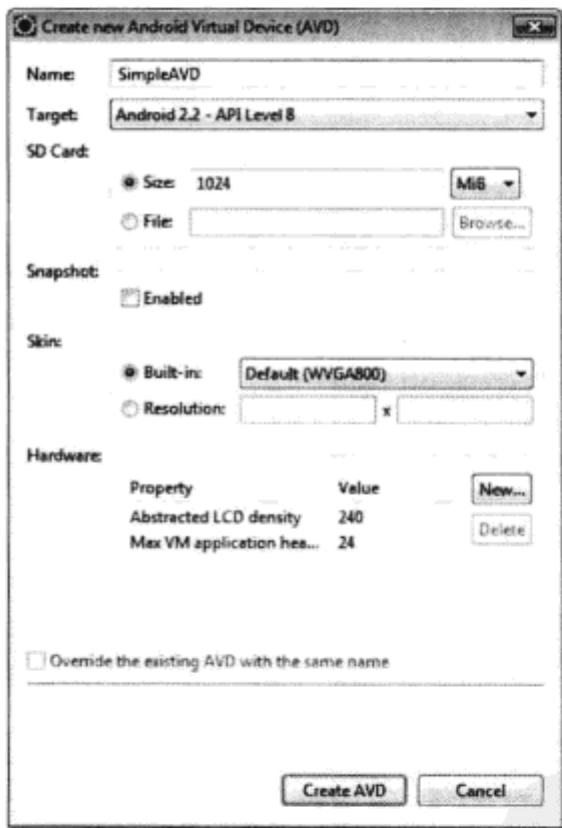 Create new Android Virtual Device (AVD)
Name: SimpleAVD
Target: Android 2.2 - API Level 8
SD Card:
Size: 1024 MiB
File: Browse...
Snapshot:
Enabled
Skin:
Built-in: Default (WVGA800)
Resolution: x
Hardware:
Property Value New...
Abstracted LCD density 240 Delete
Max VM application hea... 24
Override the existing AVD with the same name
Create AVD Cancel